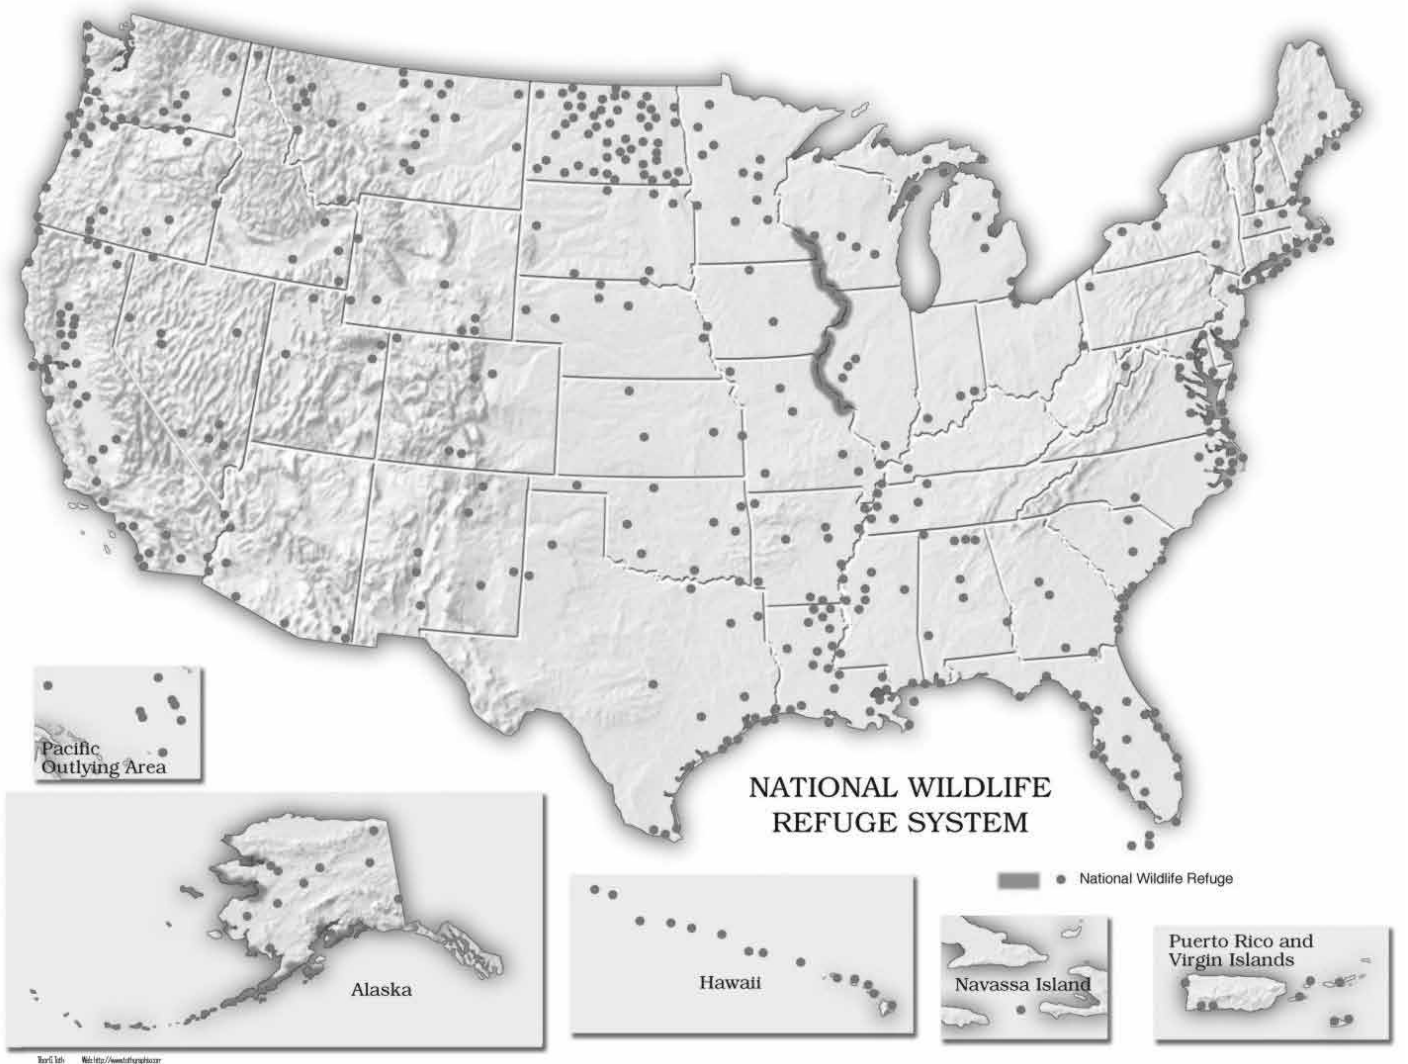 Pacific
Outlying Area
NATIONAL WILDLIFE
REFUGE SYSTEM
National Wildlife Refuge
Alaska
Hawaii
Navassa Island
Puerto Rico and
Virgin Islands